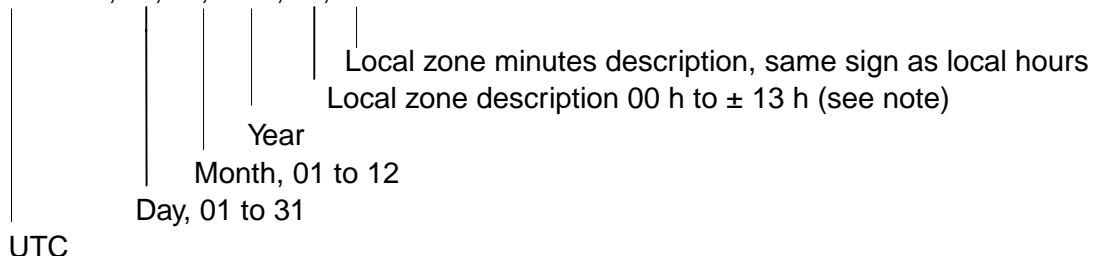 Local zone minutes description, same sign as local hours
Local zone description 00 h to ± 13 h (see note)
Year
Month, 01 to 12
Day, 01 to 31
UTC